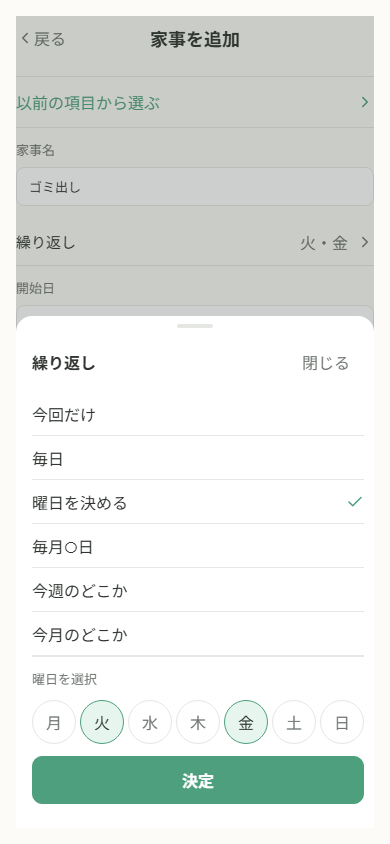 戻る 家事を追加
以前の項目から選ぶ
家事名
ゴミ出し
繰り返し 火・金
開始日
繰り返し 閉じる
今回だけ
毎日
曜日を決める
毎月○日
今週のどこか
今月のどこか
曜日を選択
月 火 水 木 金 土 日
決定